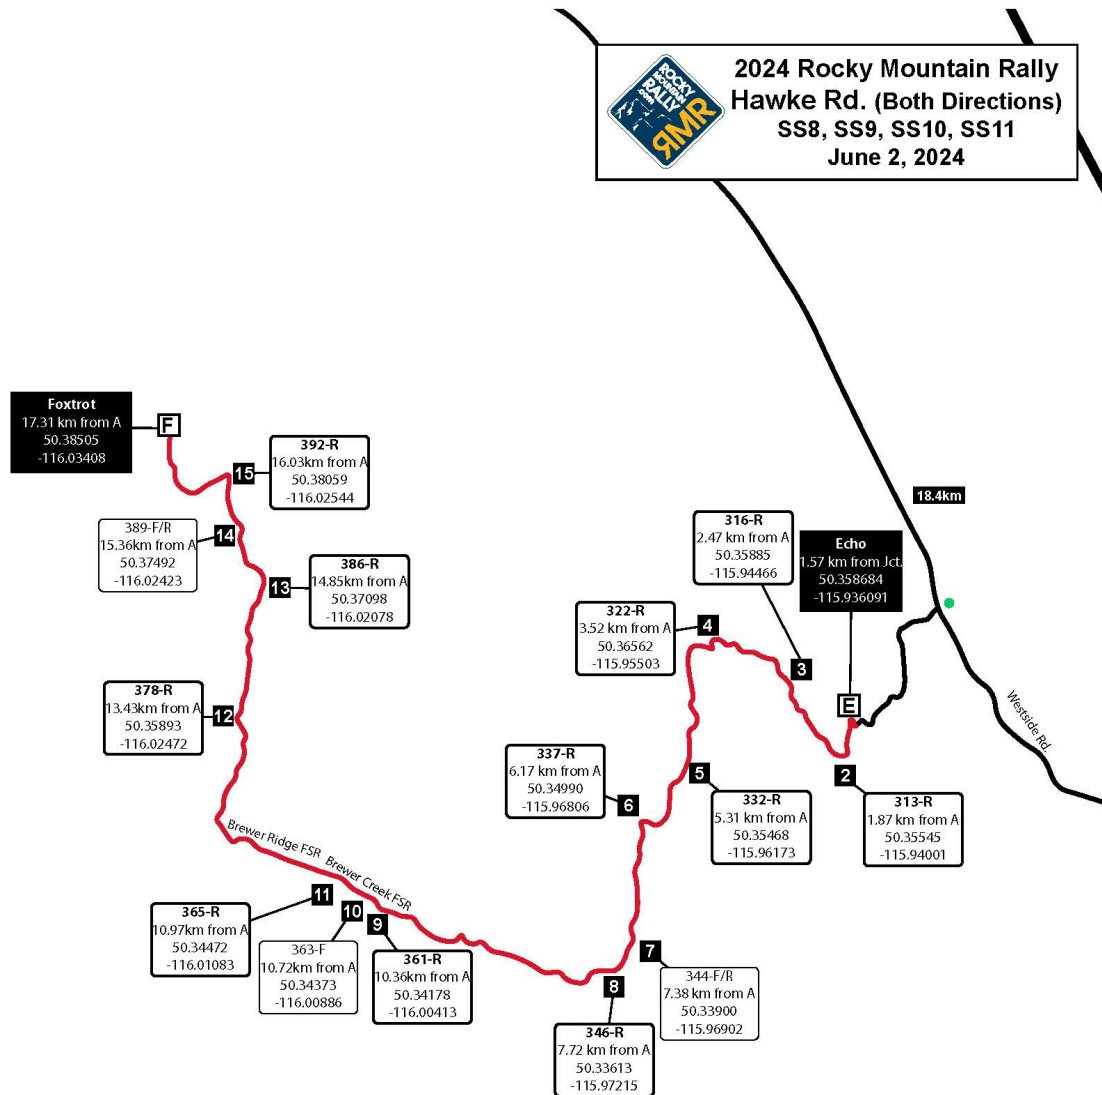 ROCKY
MOUNTAIN
RALLY
.com
RMR
2024 Rocky Mountain Rally
Hawke Rd. (Both Directions)
SS8, SS9, SS10, SS11
June 2, 2024
Foxtrot
17.31 km from A
50.38505
-116.03408
F
15
392-R
16.03km from A
50.38059
-116.02544
389-F/R
15.36km from A
50.37492
-116.02423
14
13
386-R
14.85km from A
50.37098
-116.02078
378-R
13.43km from A
50.35893
-116.02472
12
18.4km
316-R
2.47 km from A
50.35885
-115.94466
Echo
1.57 km from Jct.
50.358684
-115.936091
322-R
3.52 km from A
50.36562
-115.95503
4
3
E
Westside Rd.
337-R
6.17 km from A
50.34990
-115.96806
6
5
332-R
5.31 km from A
50.35468
-115.96173
2
313-R
1.87 km from A
50.35545
-115.94001
Brewer Ridge FSR
Brewer Creek FSR
11
10
9
365-R
10.97km from A
50.34472
-116.01083
363-F
10.72km from A
50.34373
-116.00886
361-R
10.36km from A
50.34178
-116.00413
7
344-F/R
7.38 km from A
50.33900
-115.96902
8
346-R
7.72 km from A
50.33613
-115.97215